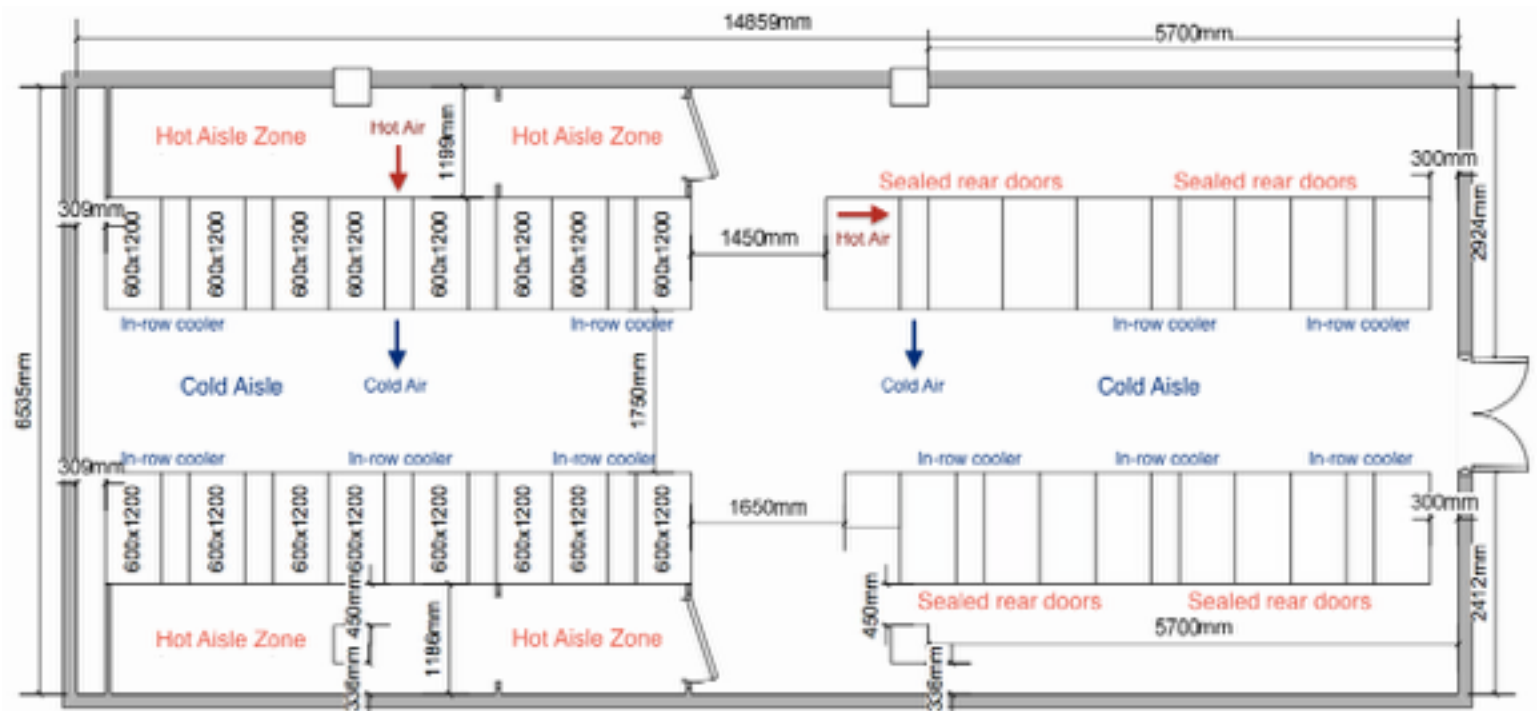 14859mm
5700mm
Hot Aisle Zone
Hot Air
1199mm
Hot Aisle Zone
300mm
Sealed rear doors
Sealed rear doors
309mm
600x1200
600x1200
600x1200
600x1200
600x1200
600x1200
600x1200
600x1200
1450mm
Hot Air
2924mm
In-row cooler
In-row cooler
In-row cooler
In-row cooler
6535mm
Cold Aisle
Cold Air
1750mm
Cold Air
Cold Aisle
309mm
In-row cooler
In-row cooler
In-row cooler
In-row cooler
In-row cooler
In-row cooler
600x1200
600x1200
600x1200
600x1200
600x1200
600x1200
600x1200
600x1200
1650mm
300mm
450mm
450mm
2412mm
Sealed rear doors
Sealed rear doors
Hot Aisle Zone
1186mm
Hot Aisle Zone
5700mm
336mm
336mm